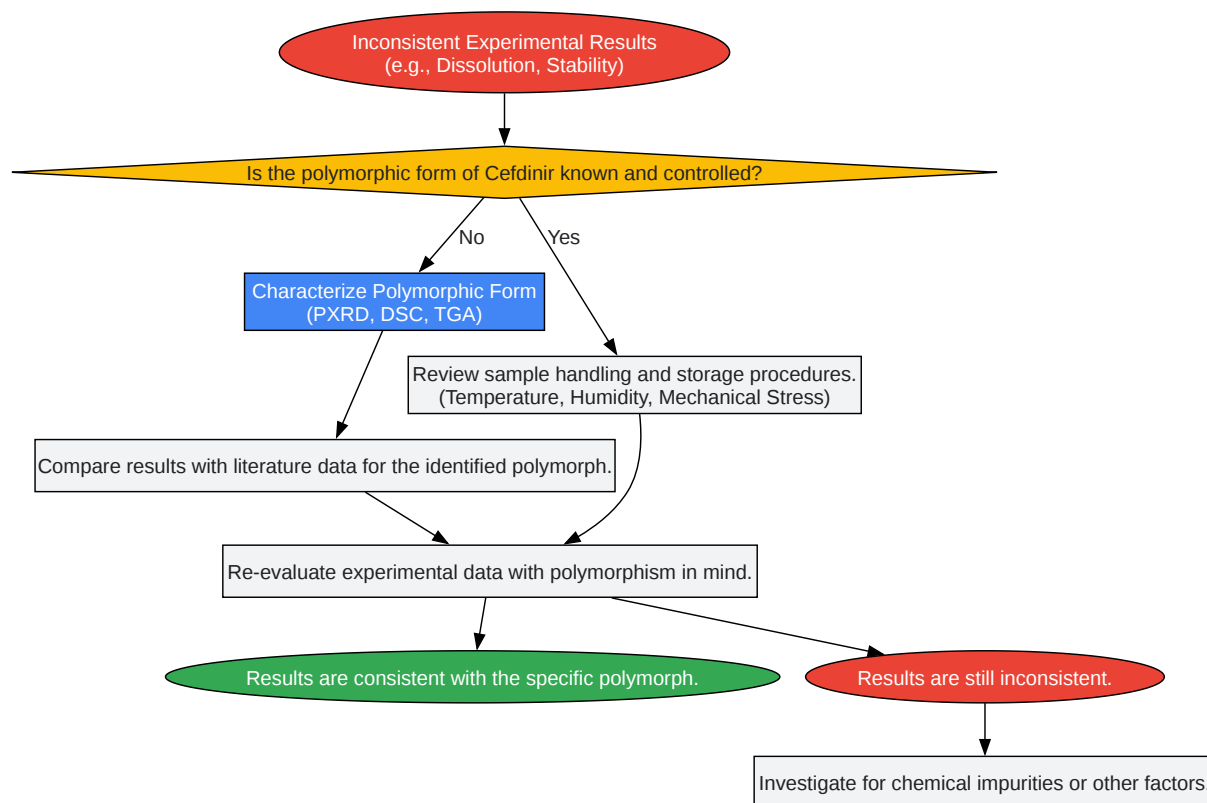 Inconsistent Experimental Results
(e.g., Dissolution, Stability)
Is the polymorphic form of Cefdinir known and controlled?
No
Yes
Characterize Polymorphic Form
(PXRD, DSC, TGA)
Review sample handling and storage procedures.
(Temperature, Humidity, Mechanical Stress)
Compare results with literature data for the identified polymorph.
Re-evaluate experimental data with polymorphism in mind.
Results are consistent with the specific polymorph.
Results are still inconsistent.
Investigate for chemical impurities or other factors.